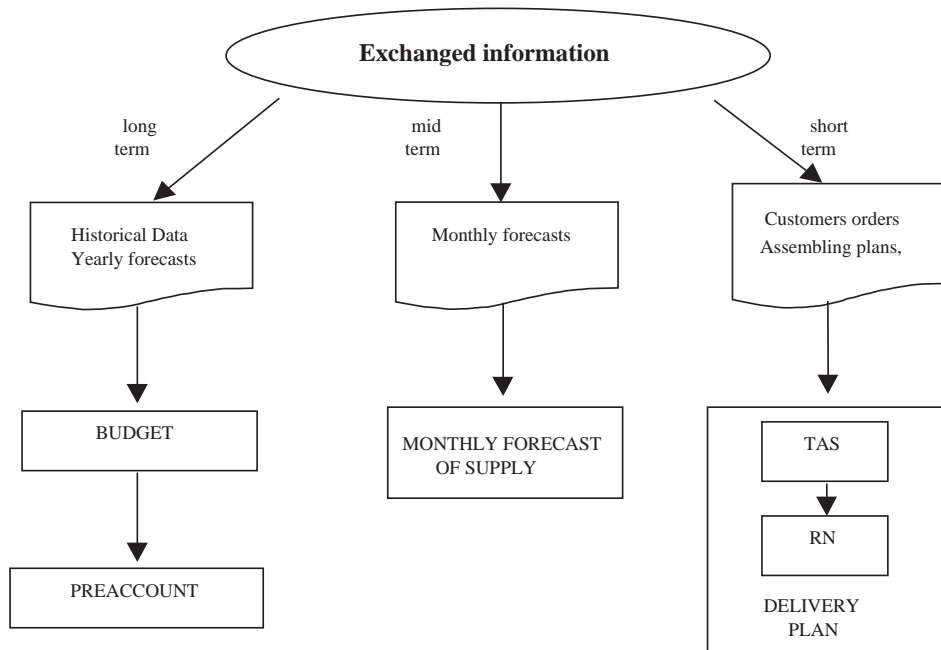 Exchanged information
long
term
mid
term
short
term
Historical Data
Yearly forecasts
Monthly forecasts
Customers orders
Assembling plans,
BUDGET
MONTHLY FORECAST
OF SUPPLY
TAS
RN
PREACCOUNT
DELIVERY
PLAN